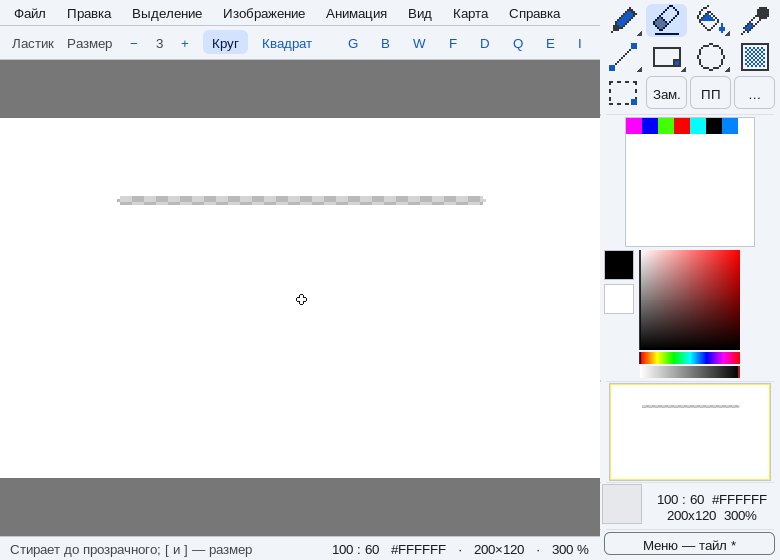 Файл Правка Выделение Изображение Анимация Вид Карта Справка
Ластик Размер − 3 + Круг Квадрат G B W F D Q E I
Зам. ПП ...
100 : 60 #FFFFFF
200x120 300%
Меню — тайл *
Стирает до прозрачного; [ и ] — размер 100 : 60 #FFFFFF · 200×120 · 300 %